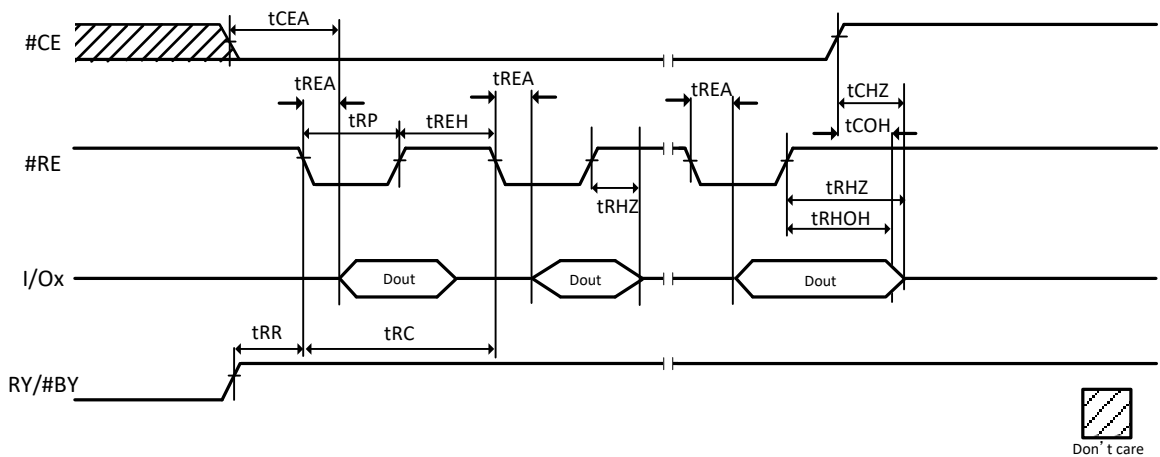 tCEA
#CE
tREA
tREA
tREA
tCHZ
tRP
tREH
tCOH
#RE
tRHZ
tRHZ
tRHOH
I/Ox
Dout
Dout
Dout
tRR
tRC
RY/#BY
Don’t care